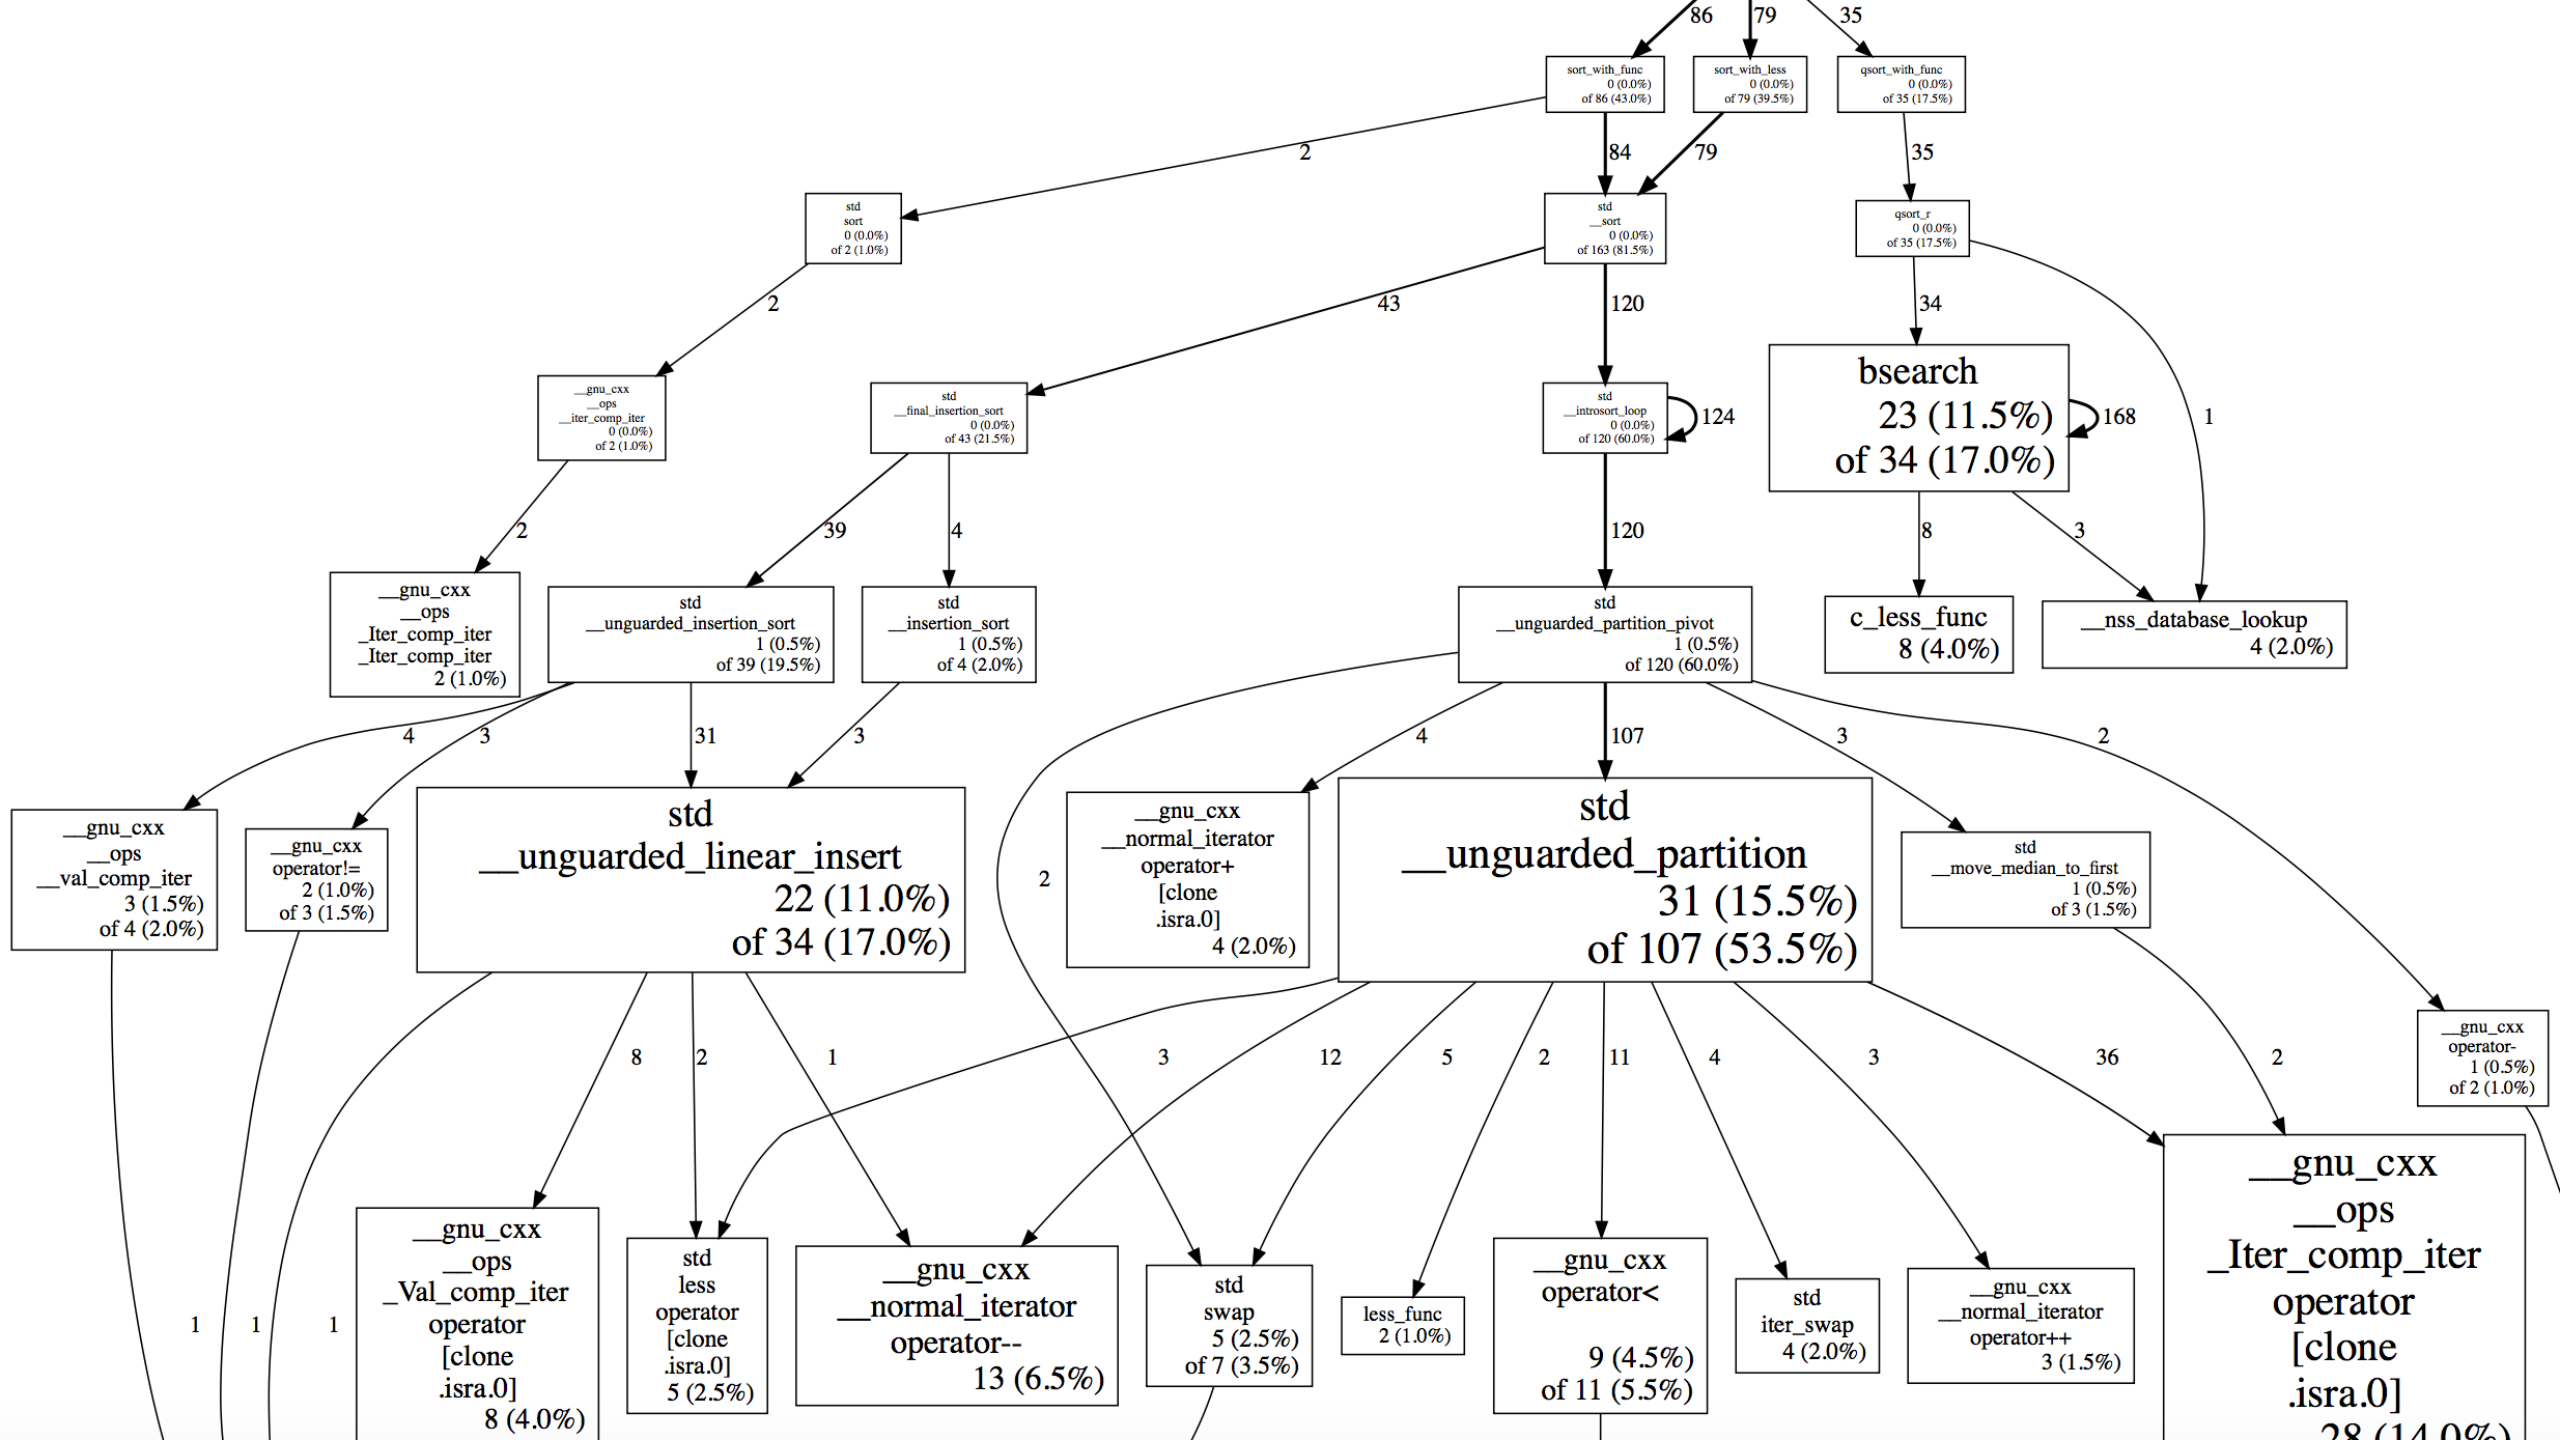 86
79
35
sort_with_func
0 (0.0%)
of 86 (43.0%)
sort_with_less
0 (0.0%)
of 79 (39.5%)
qsort_with_func
0 (0.0%)
of 35 (17.5%)
2
84
79
35
std
sort
0 (0.0%)
of 2 (1.0%)
std
__sort
0 (0.0%)
of 163 (81.5%)
qsort_r
0 (0.0%)
of 35 (17.5%)
2
43
120
34
__gnu_cxx
__ops
__iter_comp_iter
0 (0.0%)
of 2 (1.0%)
std
__final_insertion_sort
0 (0.0%)
of 43 (21.5%)
std
__introsort_loop
0 (0.0%)
of 120 (60.0%)
124
bsearch
23 (11.5%)
of 34 (17.0%)
168
1
2
39
4
120
8
3
__gnu_cxx
__ops
_Iter_comp_iter
_Iter_comp_iter
2 (1.0%)
std
__unguarded_insertion_sort
1 (0.5%)
of 39 (19.5%)
std
__insertion_sort
1 (0.5%)
of 4 (2.0%)
std
__unguarded_partition_pivot
1 (0.5%)
of 120 (60.0%)
c_less_func
8 (4.0%)
__nss_database_lookup
4 (2.0%)
4
3
31
3
4
107
3
2
__gnu_cxx
__ops
__val_comp_iter
3 (1.5%)
of 4 (2.0%)
__gnu_cxx
operator!=
2 (1.0%)
of 3 (1.5%)
std
__unguarded_linear_insert
22 (11.0%)
of 34 (17.0%)
2
__gnu_cxx
__normal_iterator
operator+
[clone
.isra.0]
4 (2.0%)
std
__unguarded_partition
31 (15.5%)
of 107 (53.5%)
std
__move_median_to_first
1 (0.5%)
of 3 (1.5%)
__gnu_cxx
operator-
1 (0.5%)
of 2 (1.0%)
8
2
1
3
12
5
2
11
4
3
36
2
1
1
1
__gnu_cxx
__ops
_Val_comp_iter
operator
[clone
.isra.0]
8 (4.0%)
std
less
operator
[clone
.isra.0]
5 (2.5%)
__gnu_cxx
__normal_iterator
operator--
13 (6.5%)
std
swap
5 (2.5%)
of 7 (3.5%)
less_func
2 (1.0%)
__gnu_cxx
operator<
9 (4.5%)
of 11 (5.5%)
std
iter_swap
4 (2.0%)
__gnu_cxx
__normal_iterator
operator++
3 (1.5%)
__gnu_cxx
__ops
_Iter_comp_iter
operator
[clone
.isra.0]
28 (14.0%)